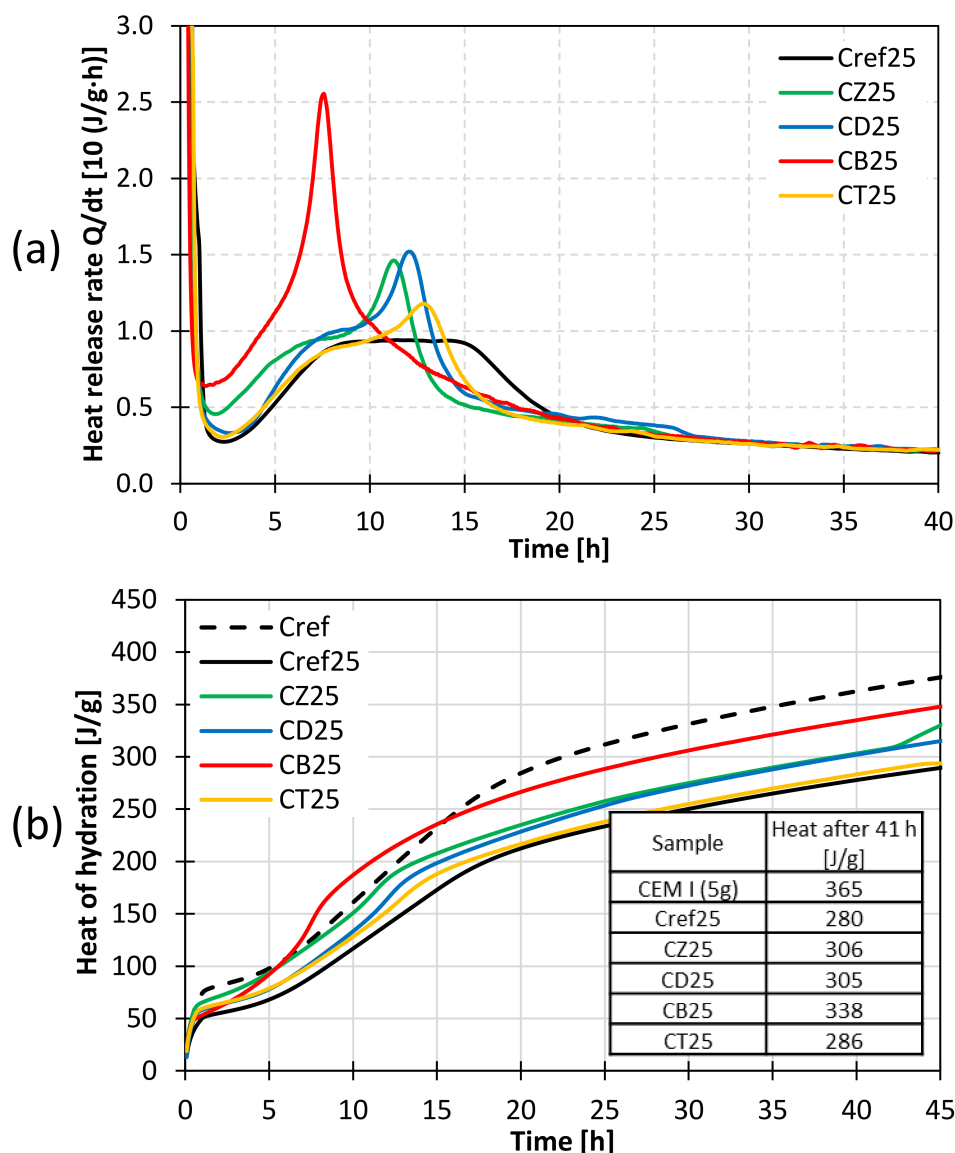 (a)
Heat release rate Q/dt [10 (J/g·h)]
3.0
2.5
2.0
1.5
1.0
0.5
0.0
Cref25
CZ25
CD25
CB25
CT25
0 5 10 15 20 25 30 35 40
Time [h]
(b)
Heat of hydration [J/g]
450
400
350
300
250
200
150
100
50
0
Cref
Cref25
CZ25
CD25
CB25
CT25
Sample Heat after 41 h [J/g]
CEM I (5g) 365
Cref25 280
CZ25 306
CD25 305
CB25 338
CT25 286
0 5 10 15 20 25 30 35 40 45
Time [h]